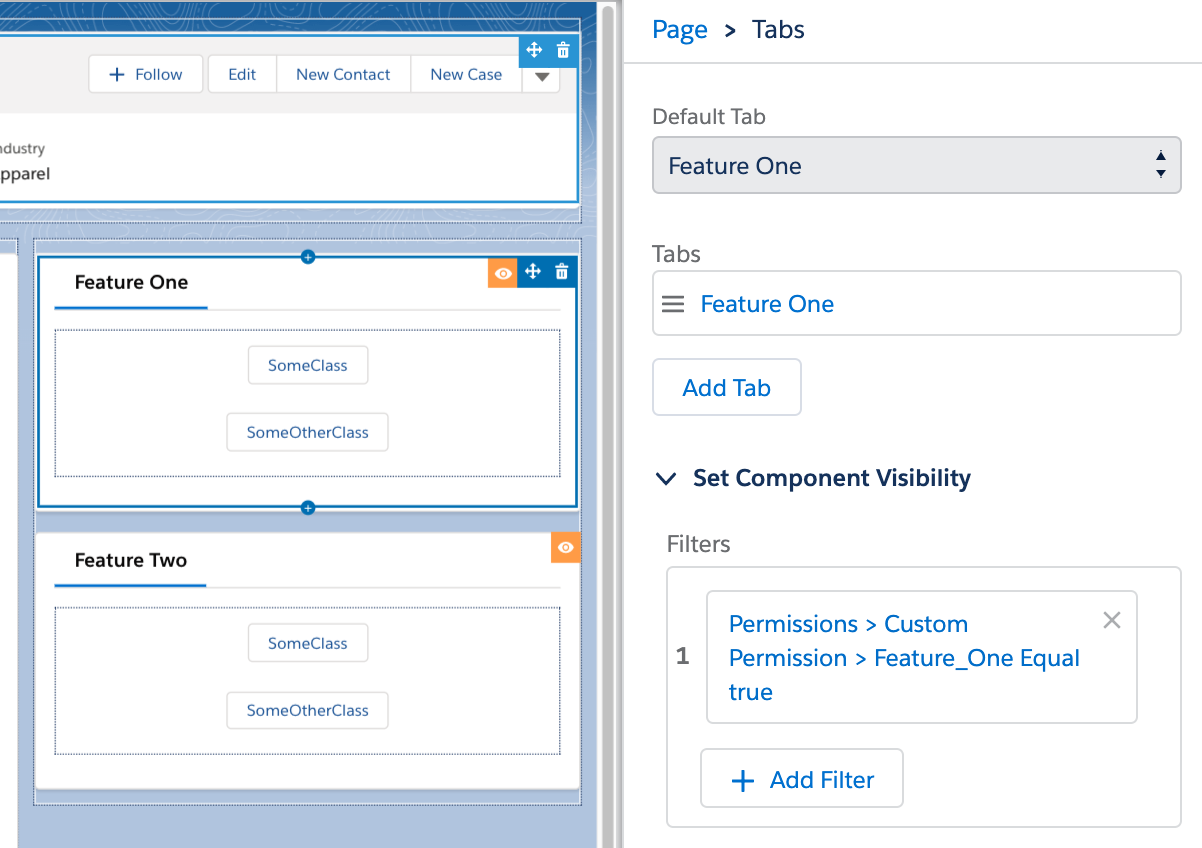 Follow
Edit
New Contact
New Case
ndustry
pparel
Feature One
SomeClass
SomeOtherClass
Feature Two
SomeClass
SomeOtherClass
Page > Tabs
Default Tab
Feature One
Tabs
Feature One
Add Tab
Set Component Visibility
Filters
1
Permissions > Custom
Permission > Feature_One Equal
true
+ Add Filter